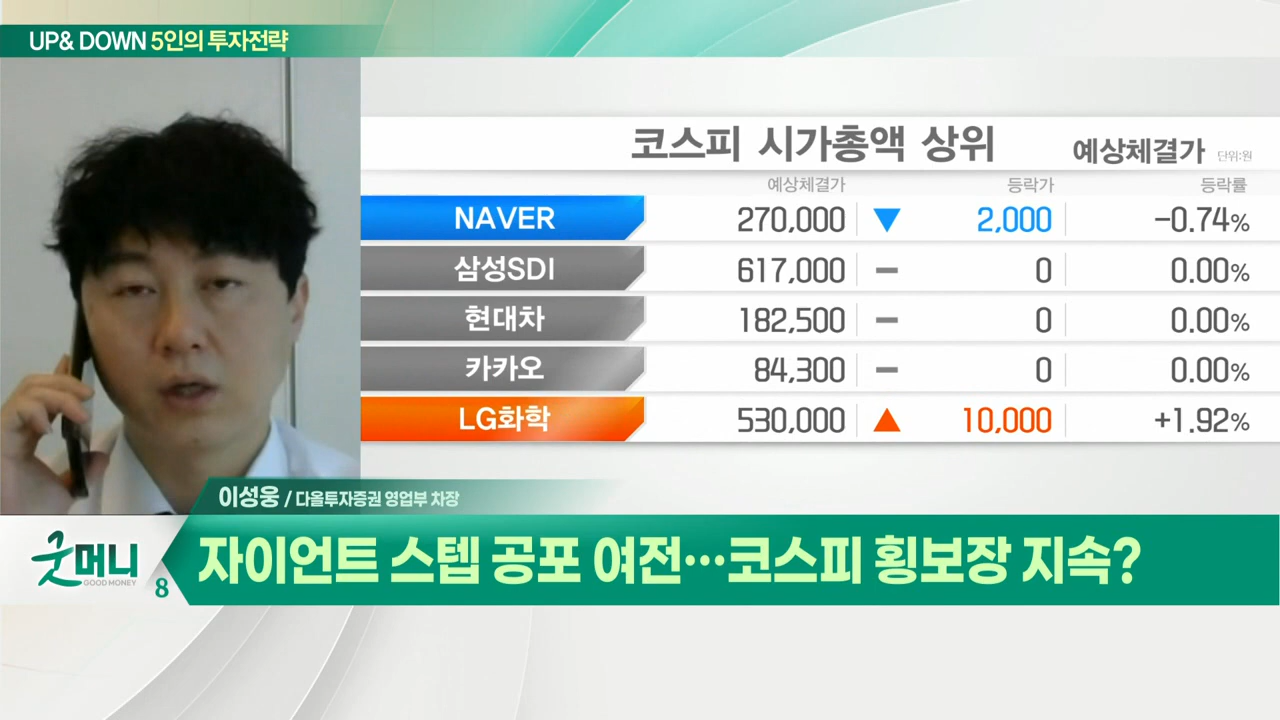 UP& DOWN 5인의 투자전략
코스피 시가총액 상위 예상체결가 단위:원
예상체결가 등락가 등락률
NAVER 270,000 ▼ 2,000 -0.74%
삼성SDI 617,000 - 0 0.00%
현대차 182,500 - 0 0.00%
카카오 84,300 - 0 0.00%
LG화학 530,000 ▲ 10,000 +1.92%
이성웅 / 다올투자증권 영업부 차장
굿머니 GOOD MONEY 8
자이언트 스텝 공포 여전…코스피 횡보장 지속?